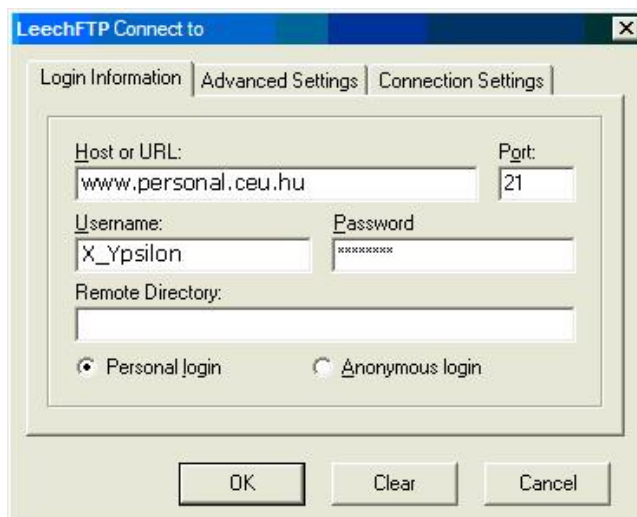 LeechFTP Connect to
Login Information Advanced Settings Connection Settings
Host or URL: Port:
www.personal.ceu.hu 21
Username: Password
X_Ypsilon ********
Remote Directory:
Personal login Anonymous login
OK Clear Cancel